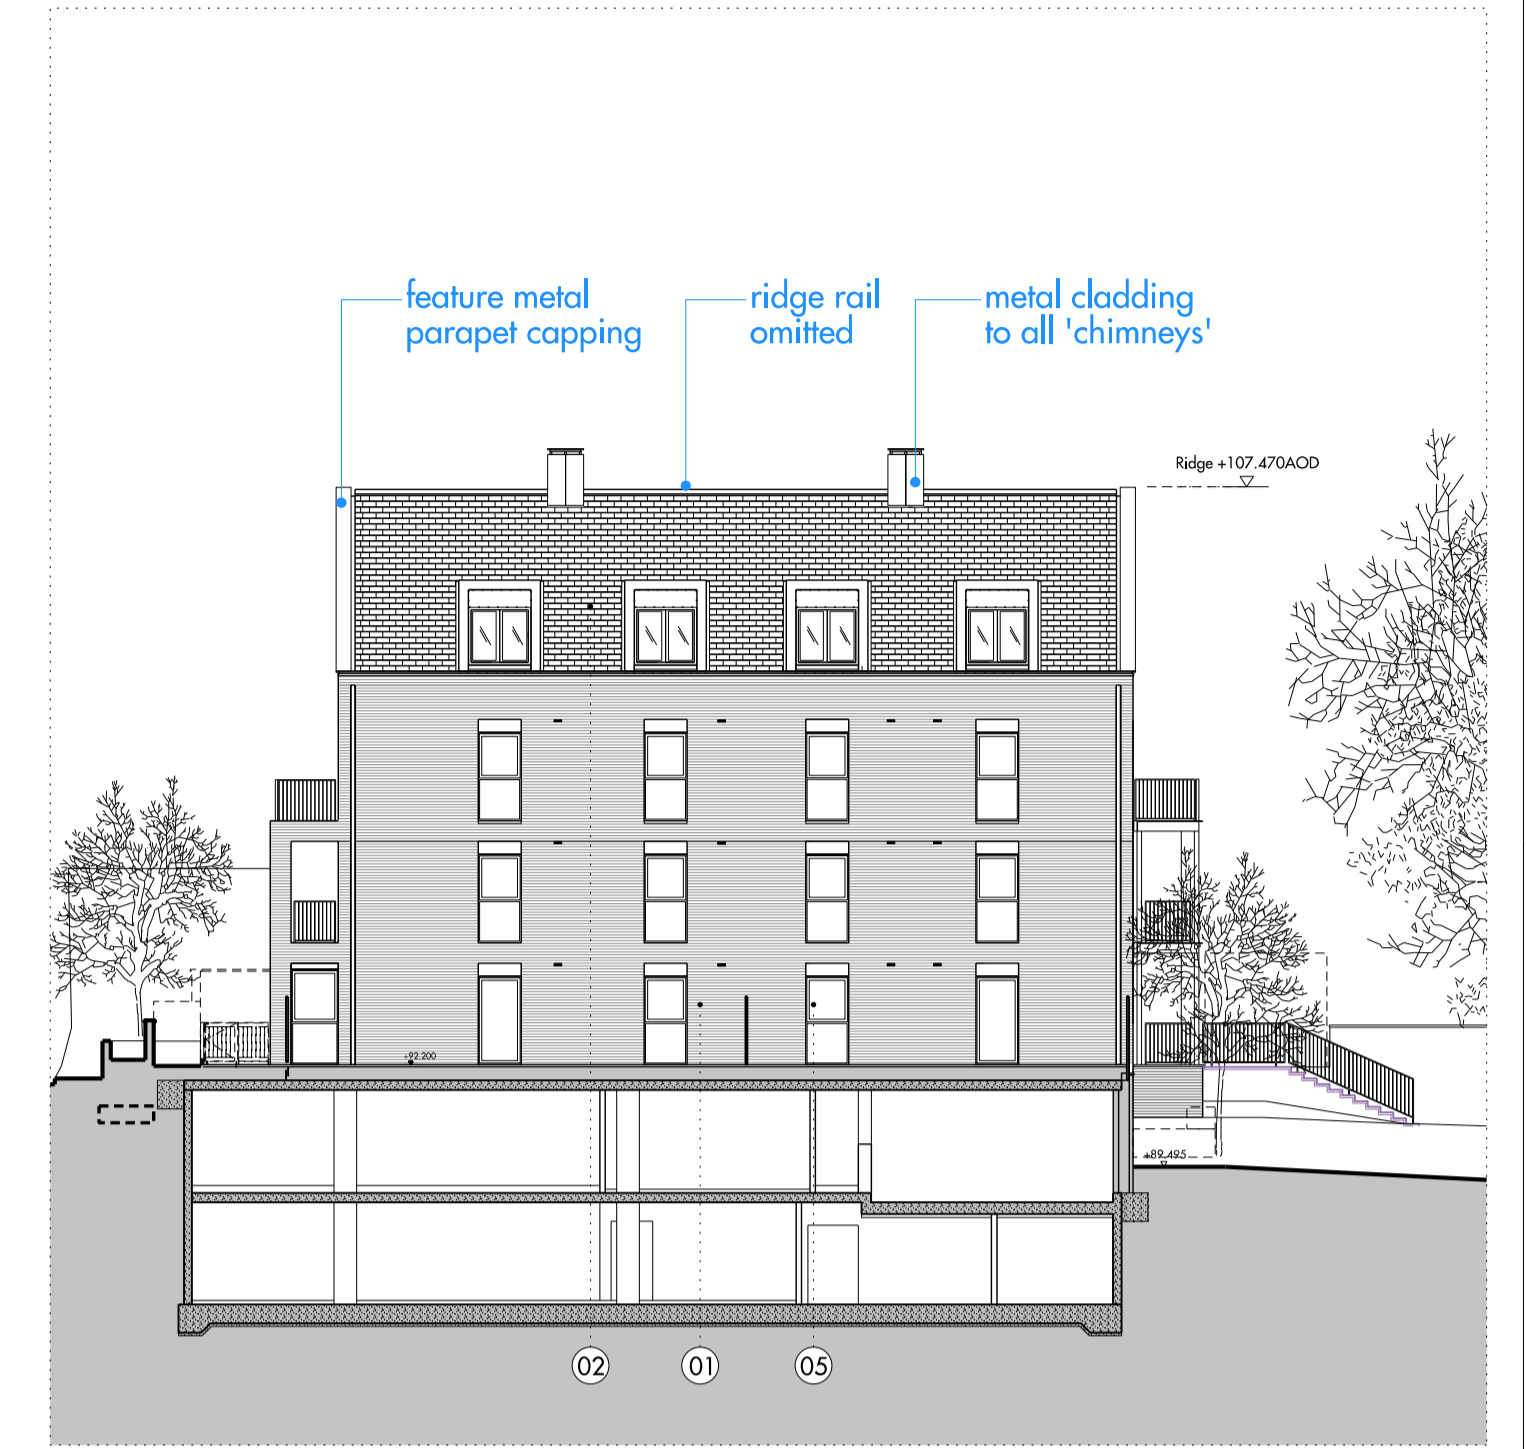 feature metal
parapet capping
ridge rail
omitted
metal cladding
to all 'chimneys'
Ridge +107.470AOD
+92.200
+89.495
02
01
05